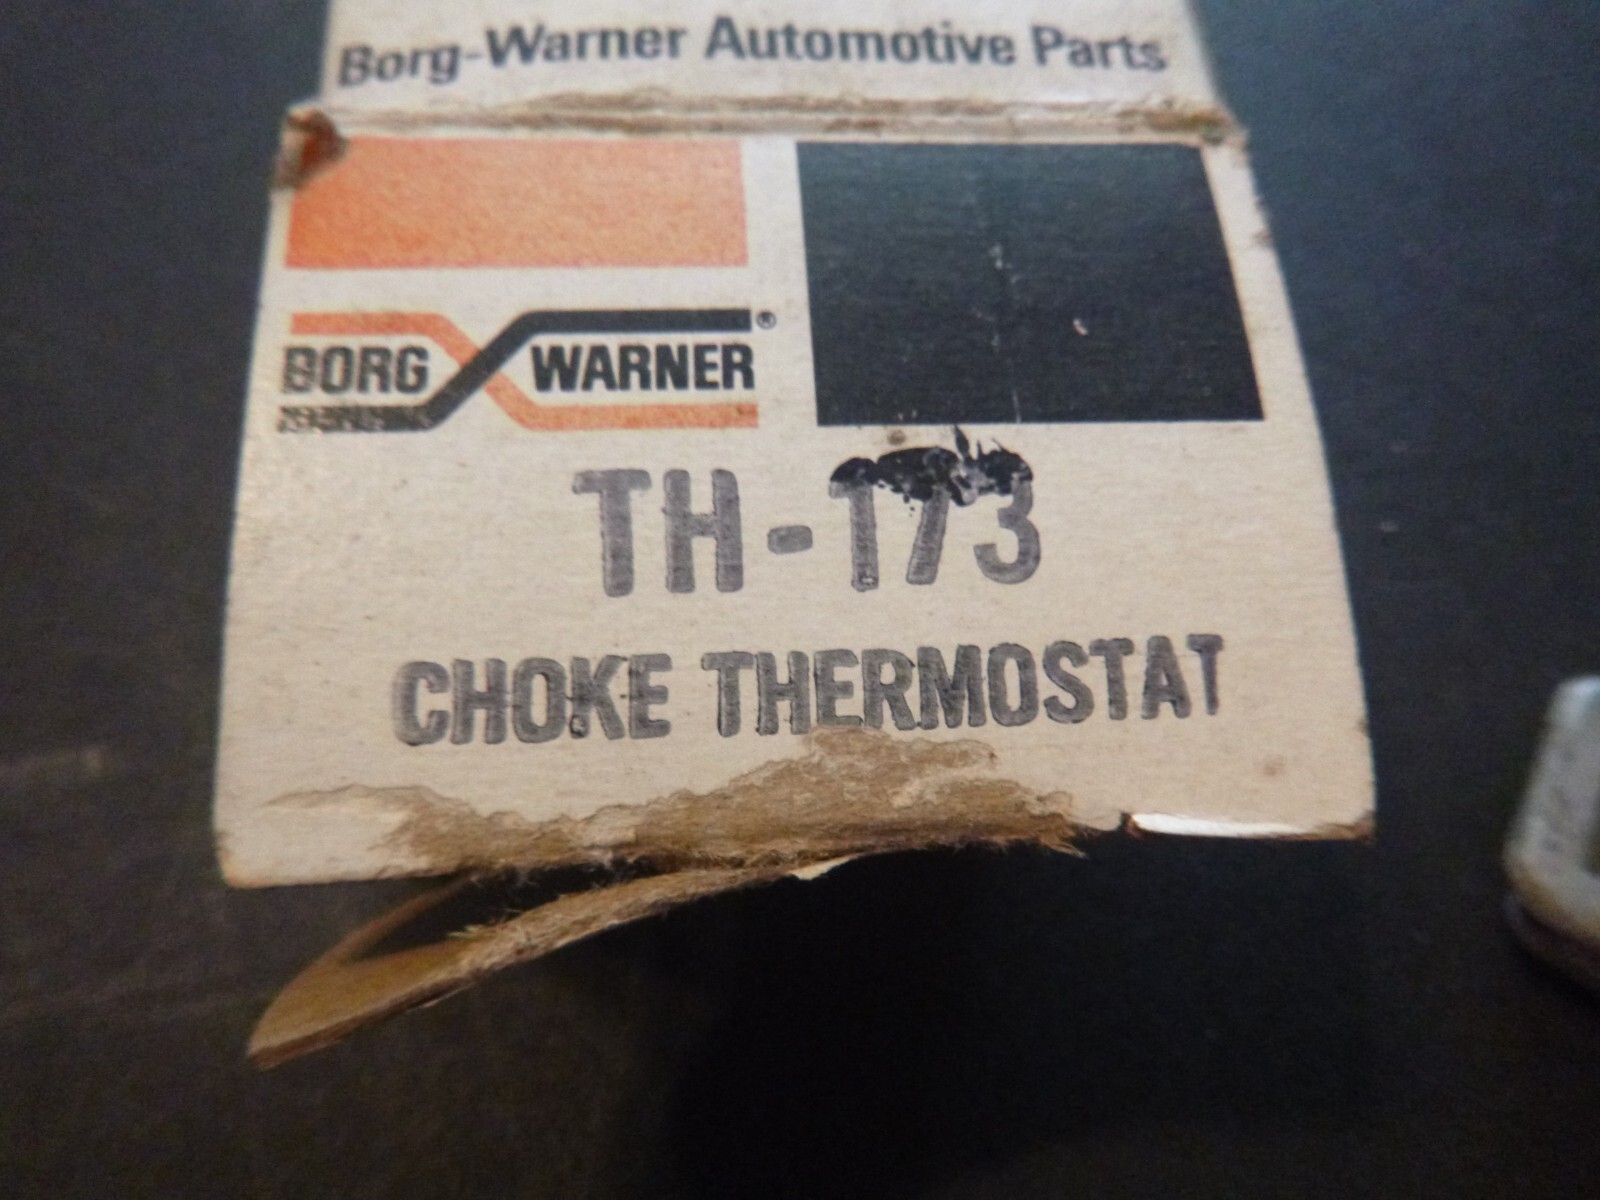 Borg-Warner Automotive Parts
BORG WARNER®
TH-173
CHOKE THERMOSTAT